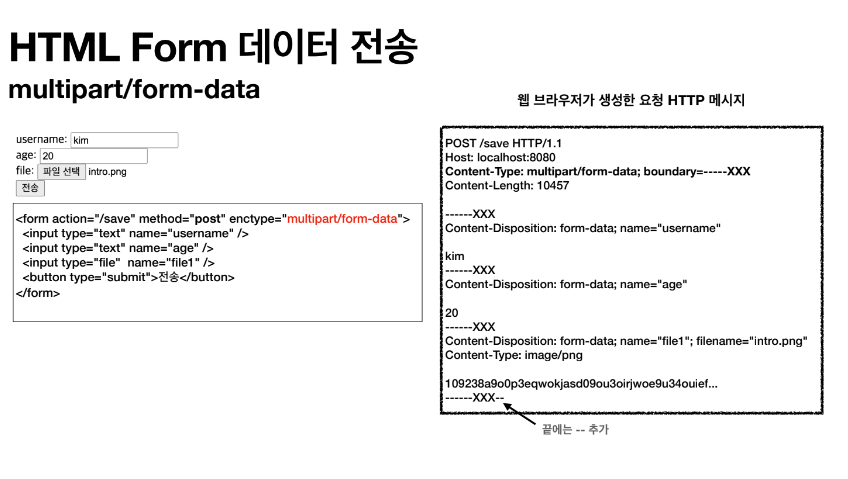 HTML Form 데이터 전송
multipart/form-data
username: kim
age: 20
file: 파일 선택 intro.png
전송
<form action="/save" method="post" enctype="multipart/form-data">
<input type="text" name="username" />
<input type="text" name="age" />
<input type="file"  name="file1" />
<button type="submit">전송</button>
</form>
웹 브라우저가 생성한 요청 HTTP 메시지
POST /save HTTP/1.1
Host: localhost:8080
Content-Type: multipart/form-data; boundary=-----XXX
Content-Length: 10457
------XXX
Content-Disposition: form-data; name="username"
kim
------XXX
Content-Disposition: form-data; name="age"
20
------XXX
Content-Disposition: form-data; name="file1"; filename="intro.png"
Content-Type: image/png
109238a9o0p3eqwokjasd09ou3oirjwoe9u34ouief...
------XXX--
끝에는 -- 추가